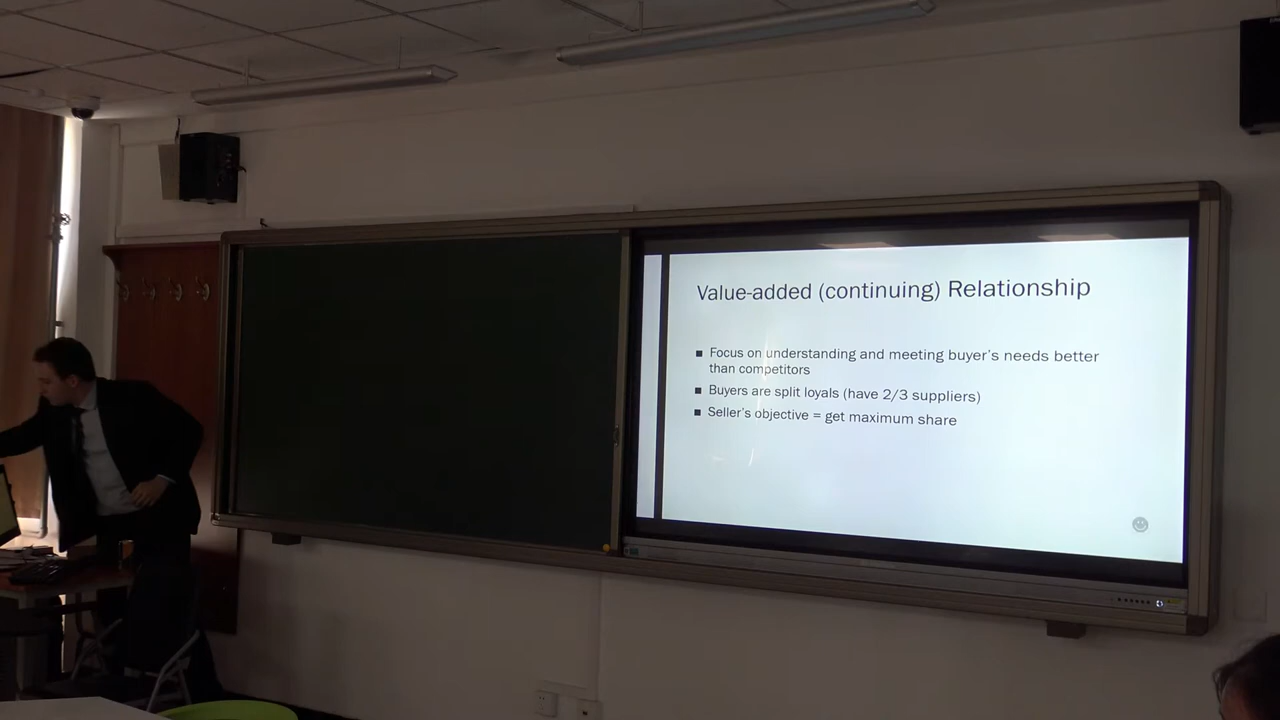 Value-added (continuing) Relationship
Focus on understanding and meeting buyer's needs better
than competitors
Buyers are split loyals (have 2/3 suppliers)
Seller's objective = get maximum share